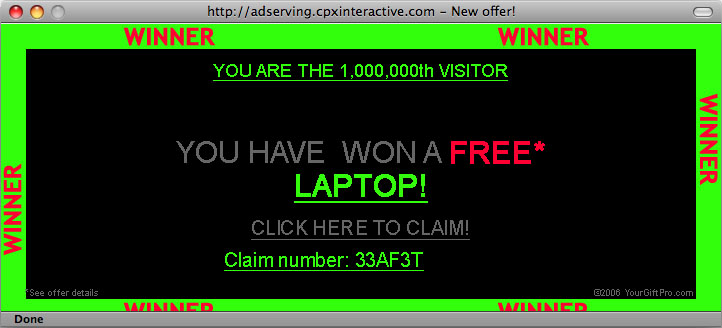 http://adserving.cpxinteractive.com – New offer!
WINNER WINNER
YOU ARE THE 1,000,000th VISITOR
WINNER
YOU HAVE WON A FREE*
WINNER
LAPTOP!
CLICK HERE TO CLAIM!
Claim number: 33AF3T
*See offer details ©2006 YourGiftPro.com
WINNER WINNER
Done